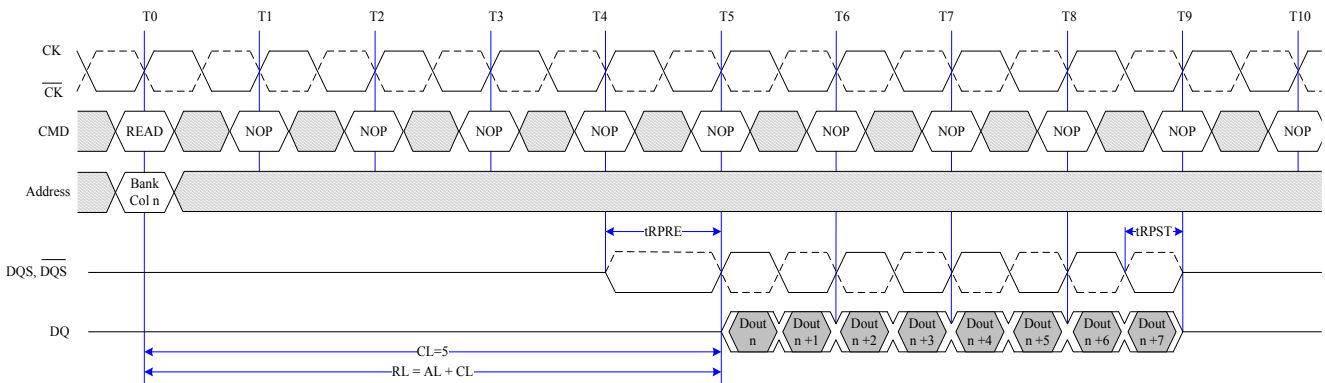 T0 T1 T2 T3 T4 T5 T6 T7 T8 T9 T10
CK
CK
CMD READ NOP NOP NOP NOP NOP NOP NOP NOP NOP NOP
Address Bank
Col n
tRPRE tRPST
DQS, DQS
DQ Dout Dout Dout Dout Dout Dout Dout Dout
n n +1 n +2 n +3 n +4 n +5 n +6 n +7
CL=5
RL = AL + CL